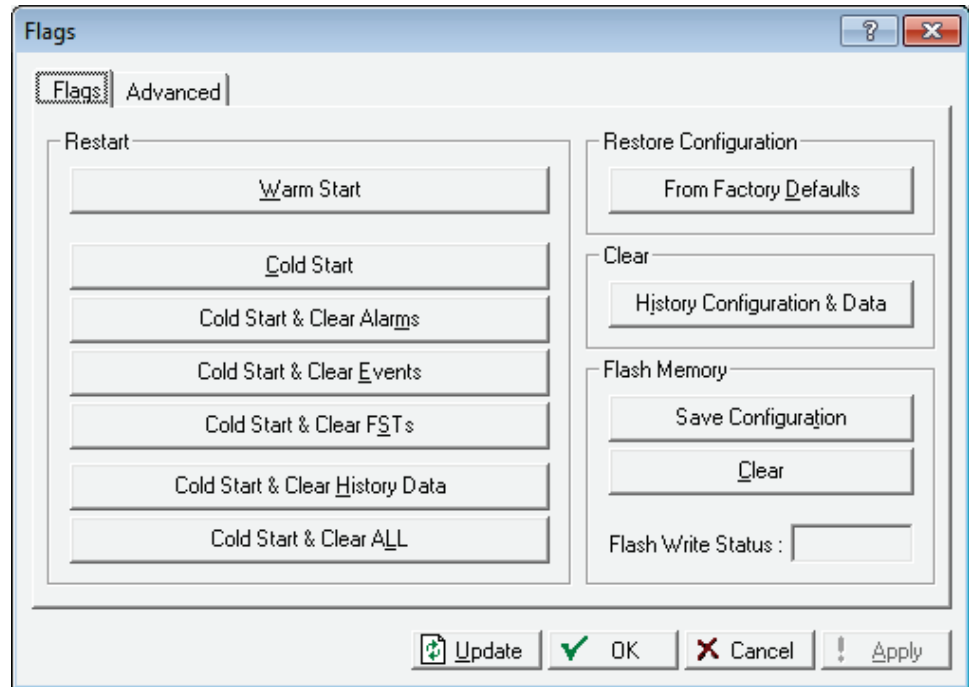 Flags
Flags Advanced
Restart
Warm Start
Cold Start
Cold Start & Clear Alarms
Cold Start & Clear Events
Cold Start & Clear FSTs
Cold Start & Clear History Data
Cold Start & Clear ALL
Restore Configuration
From Factory Defaults
Clear
History Configuration & Data
Flash Memory
Save Configuration
Clear
Flash Write Status :
Update OK Cancel Apply